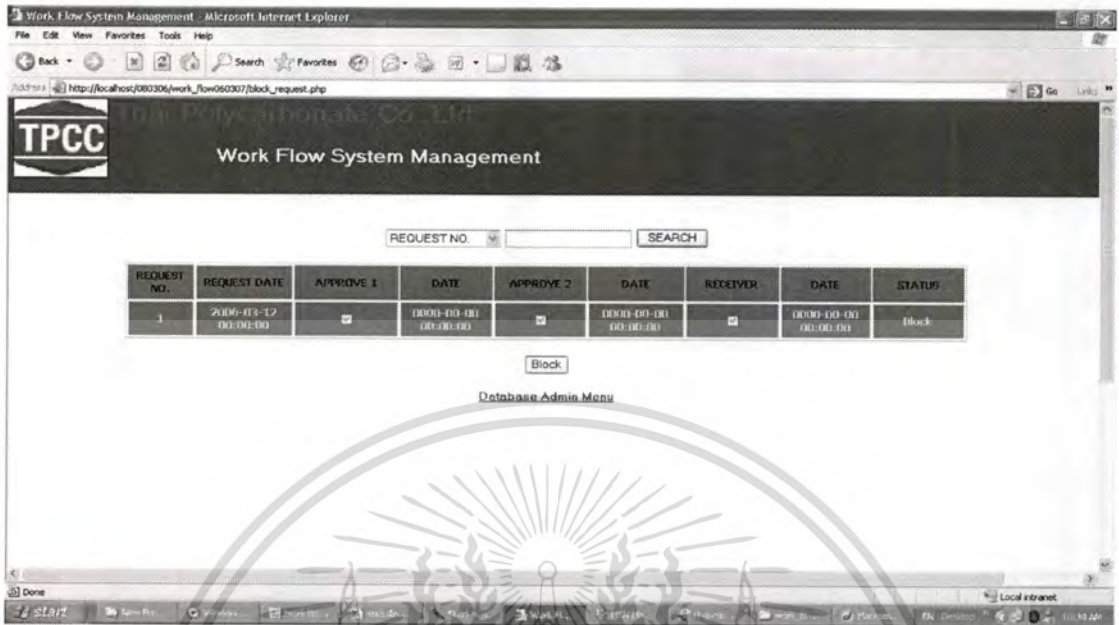 Work Flow System Management - Microsoft Internet Explorer
File Edit View Favorites Tools Help
Back Search Favorites
Address http://localhost/080306/work_flow060307/block_request.php Go Links
Thai Polycarbonate Co.,Ltd
TPCC
Work Flow System Management
REQUEST NO. SEARCH
REQUEST NO. REQUEST DATE APPROVE 1 DATE APPROVE 2 DATE RECEIVER DATE STATUS
1 2006-03-12 00:00:00 0000-00-00 00:00:00 0000-00-00 00:00:00 0000-00-00 00:00:00 Block
Block
Database Admin Menu
Done Local intranet
start EN